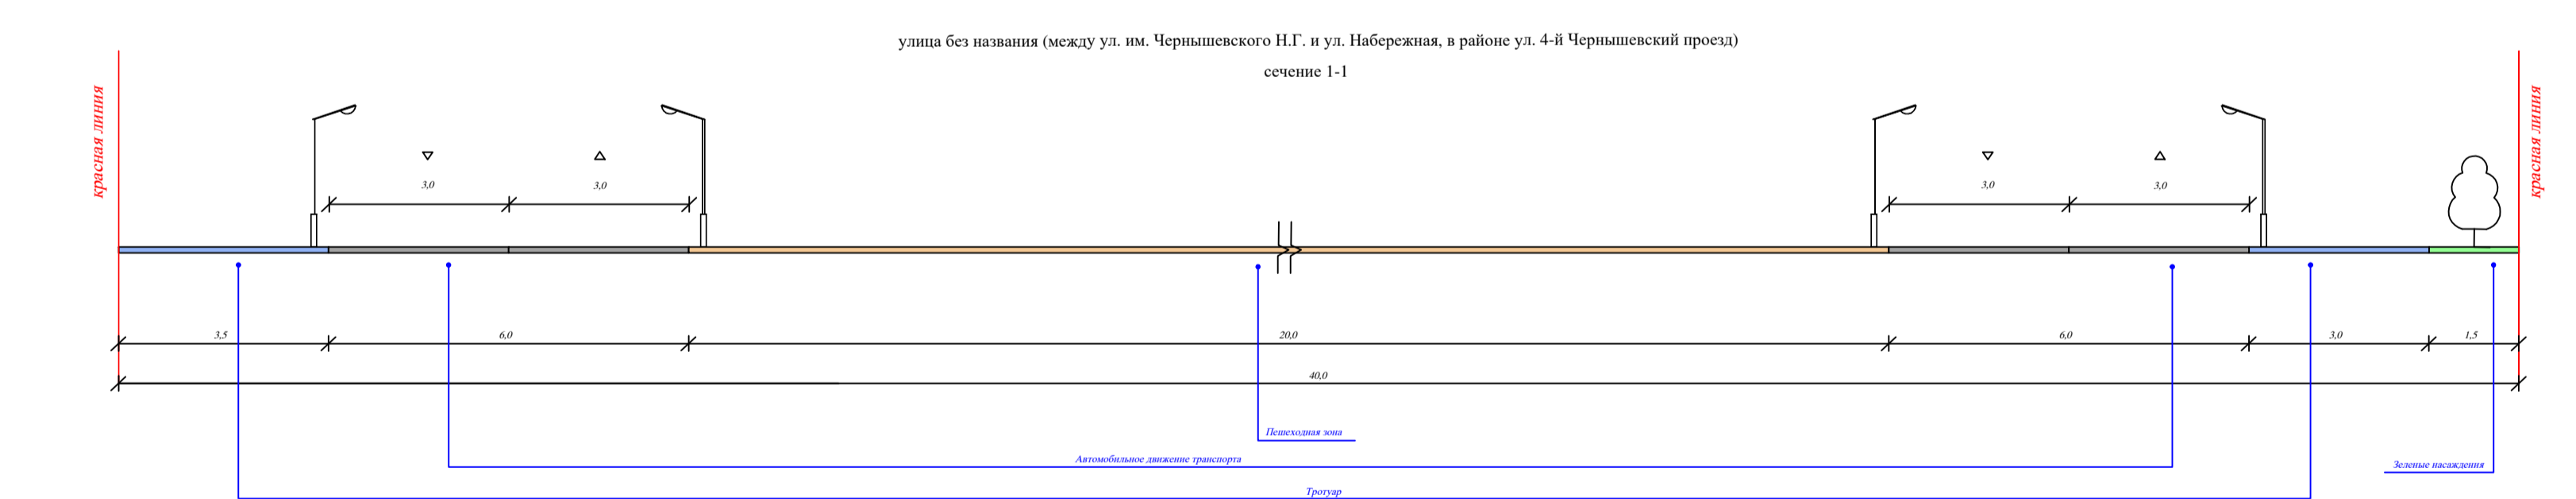 улица без названия (между ул. им. Чернышевского Н.Г. и ул. Набережная, в районе ул. 4-й Чернышевский проезд)
сечение 1-1
красная линия
красная линия
3,0
3,0
3,0
3,0
3,5
6,0
20,0
6,0
3,0
1,5
40,0
Пешеходная зона
Автомобильное движение транспорта
Зеленые насаждения
Тротуар